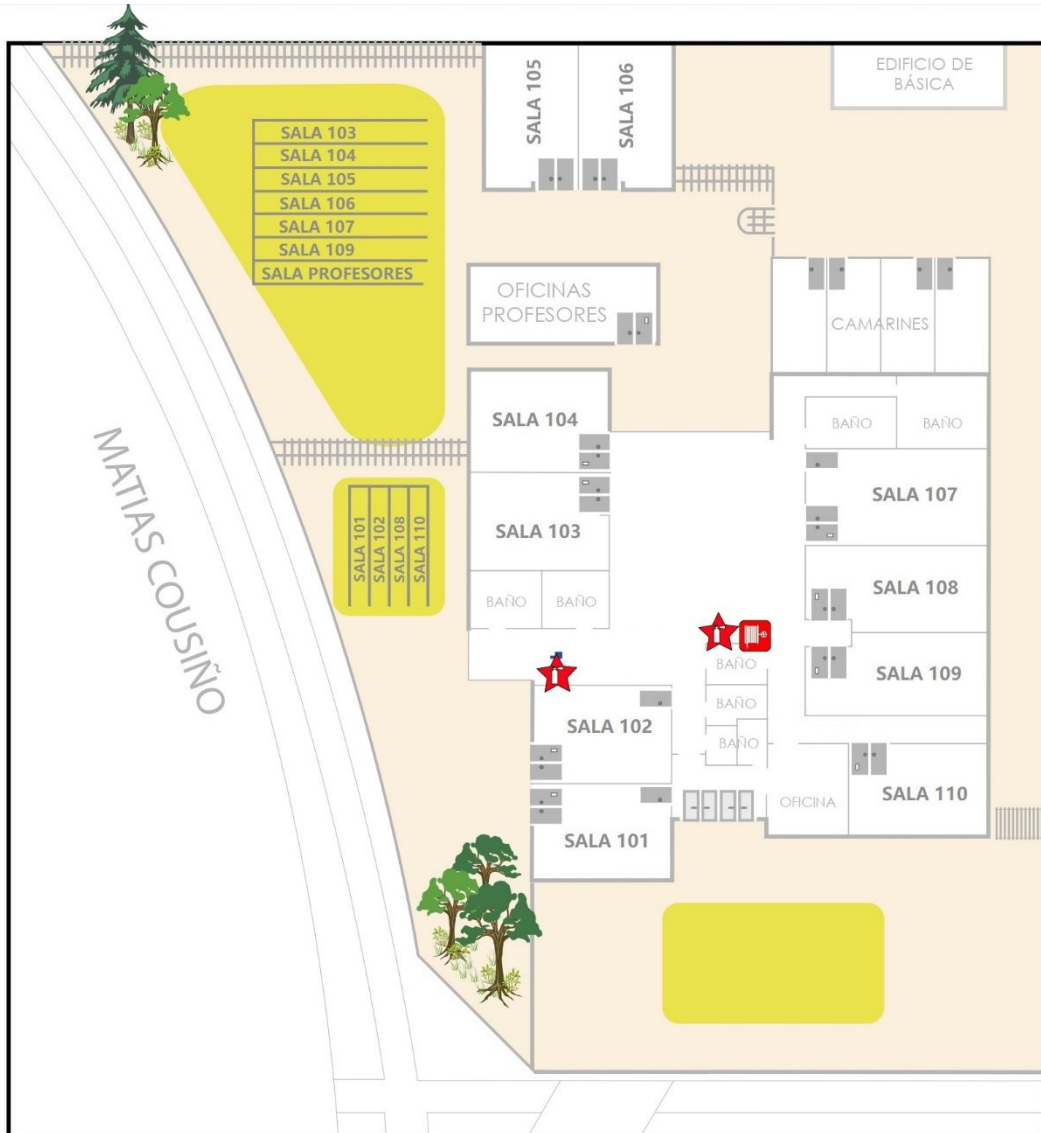 EDIFICIO DE
BÁSICA
SALA 105
SALA 106
SALA 103
SALA 104
SALA 105
SALA 106
SALA 107
SALA 109
SALA PROFESORES
OFICINAS
PROFESORES
CAMARINES
SALA 104
BAÑO
BAÑO
MATIAS COUSIÑO
SALA 107
SALA 101
SALA 102
SALA 108
SALA 110
SALA 103
SALA 108
BAÑO
BAÑO
BAÑO
SALA 109
BAÑO
SALA 102
BAÑO
OFICINA
SALA 110
SALA 101